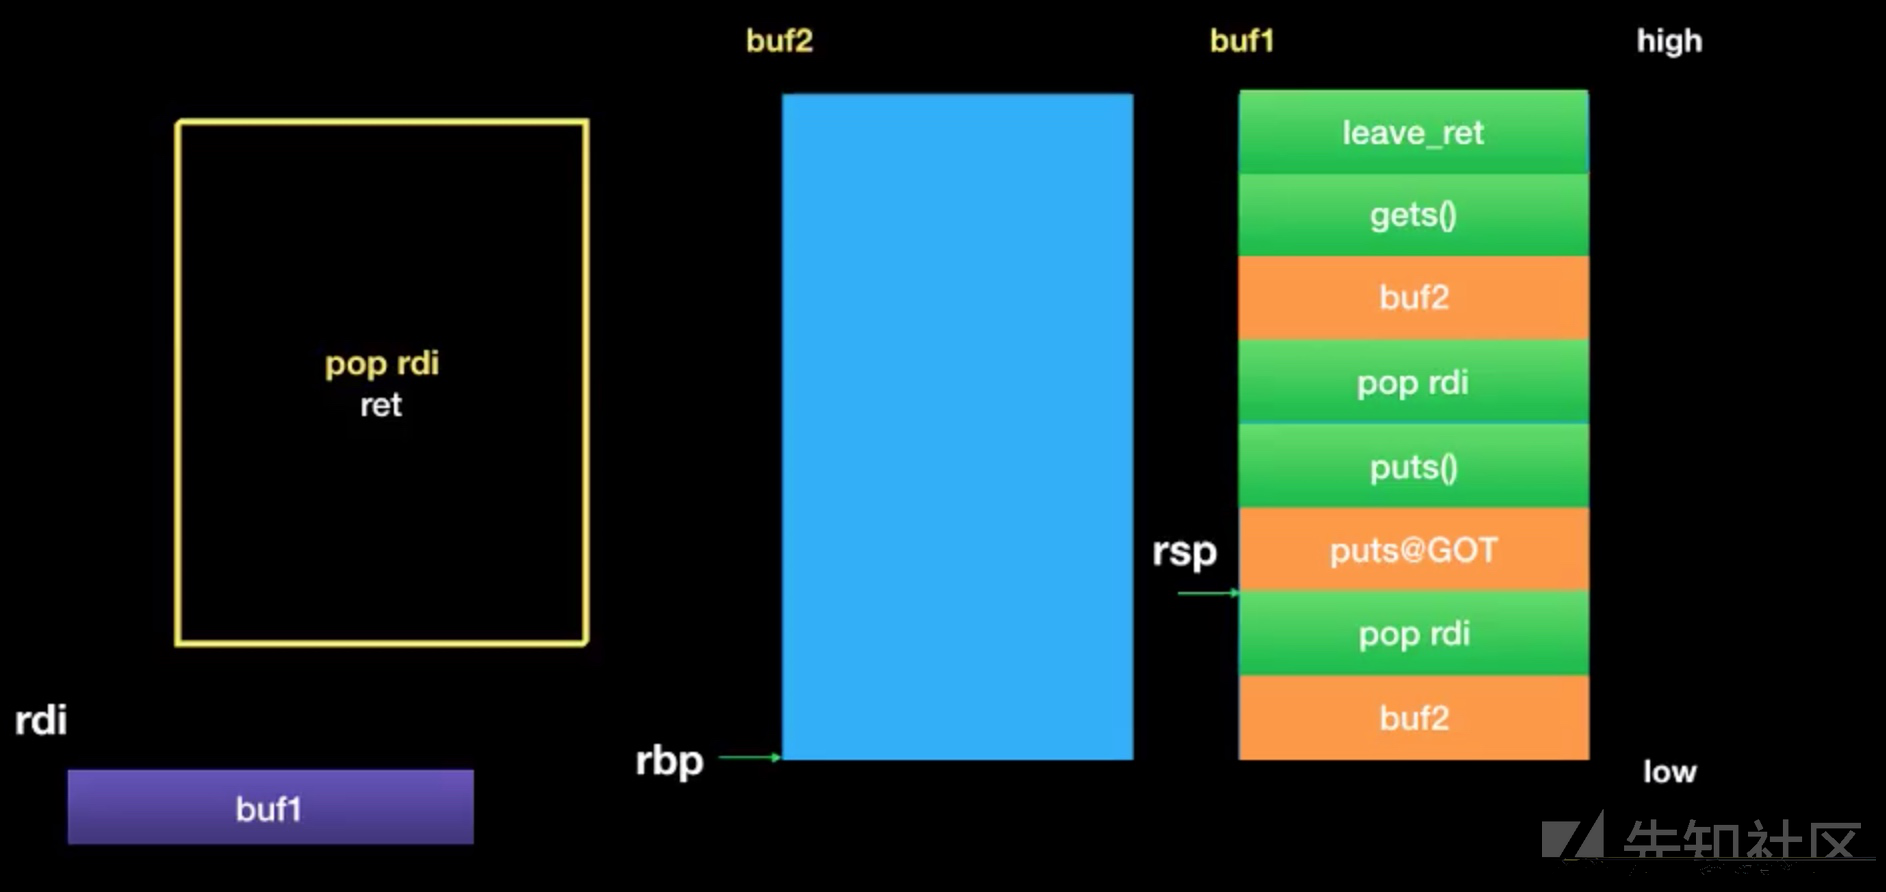 buf2
buf1
high
leave_ret
gets()
buf2
pop rdi
ret
pop rdi
puts()
rsp
puts@GOT
pop rdi
rdi
buf2
rbp
low
buf1
先知社区